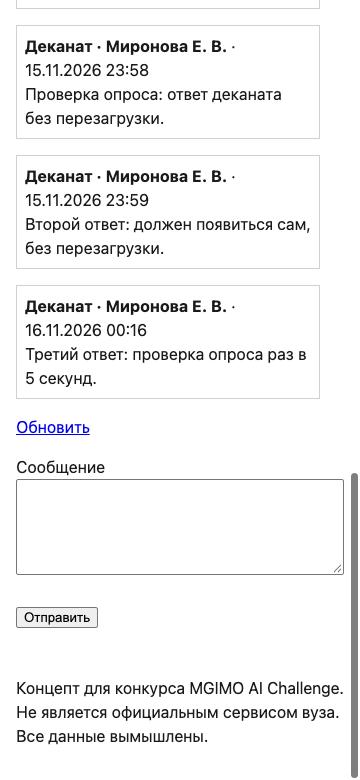 Деканат · Миронова Е. В. ·
15.11.2026 23:58
Проверка опроса: ответ деканата
без перезагрузки.
Деканат · Миронова Е. В. ·
15.11.2026 23:59
Второй ответ: должен появиться сам,
без перезагрузки.
Деканат · Миронова Е. В. ·
16.11.2026 00:16
Третий ответ: проверка опроса раз в
5 секунд.
Обновить
Сообщение
Отправить
Концепт для конкурса MGIMO AI Challenge.
Не является официальным сервисом вуза.
Все данные вымышлены.